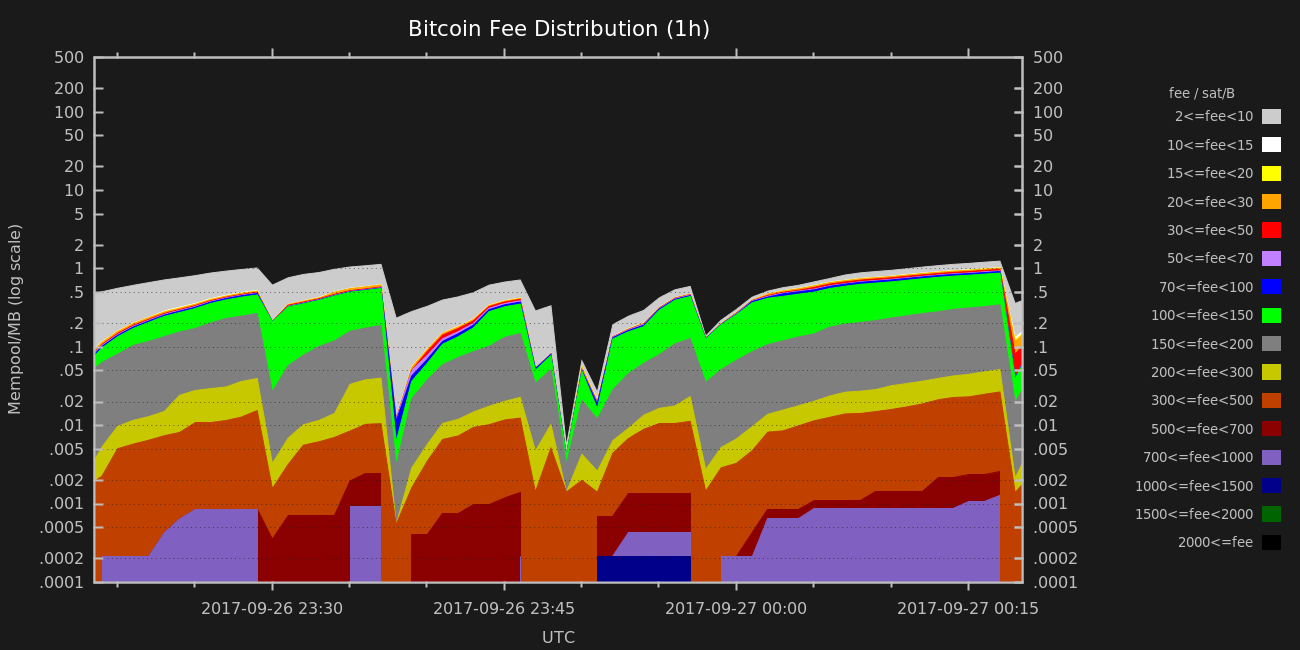 Bitcoin Fee Distribution (1h)
Mempool/MB (log scale)
500
200
100
50
20
10
5
2
1
.5
.2
.1
.05
.02
.01
.005
.002
.001
.0005
.0002
.0001
500
200
100
50
20
10
5
2
1
.5
.2
.1
.05
.02
.01
.005
.002
.001
.0005
.0002
.0001
2017-09-26 23:30
2017-09-26 23:45
2017-09-27 00:00
2017-09-27 00:15
UTC
fee / sat/B
2<=fee<10
10<=fee<15
15<=fee<20
20<=fee<30
30<=fee<50
50<=fee<70
70<=fee<100
100<=fee<150
150<=fee<200
200<=fee<300
300<=fee<500
500<=fee<700
700<=fee<1000
1000<=fee<1500
1500<=fee<2000
2000<=fee